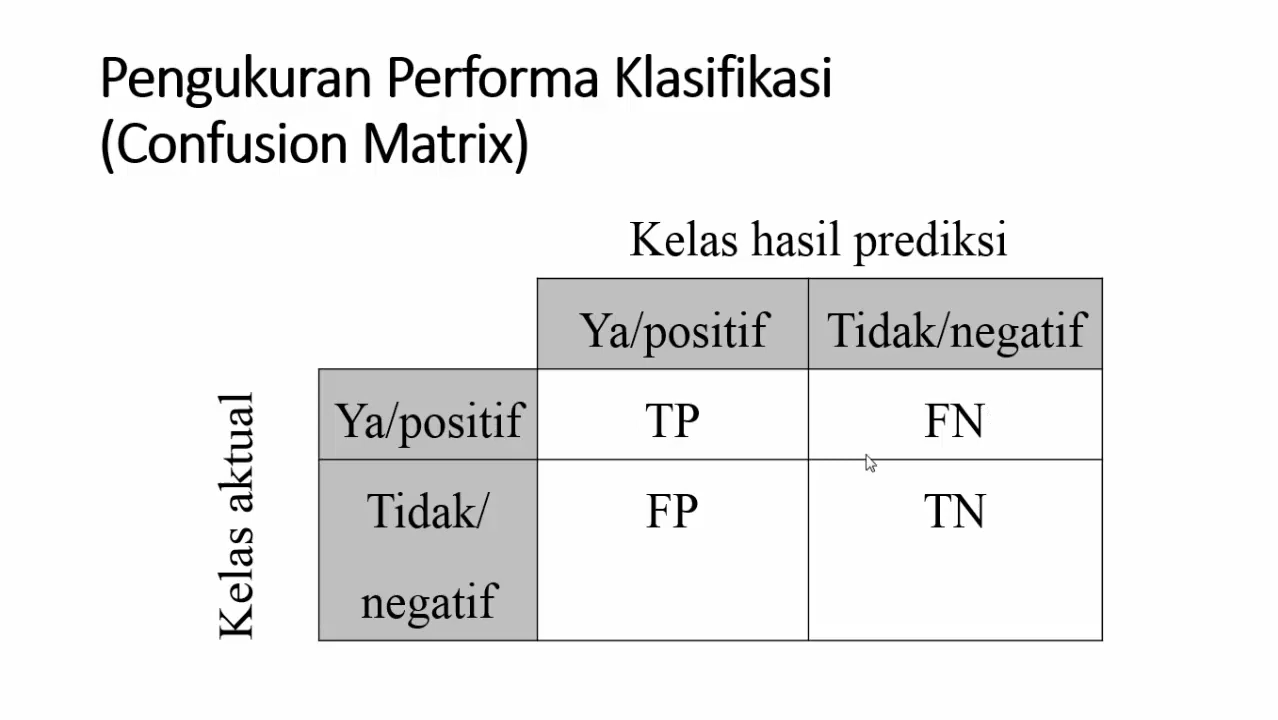 Pengukuran Performa Klasifikasi
(Confusion Matrix)
Kelas hasil prediksi
Ya/positif Tidak/negatif
Kelas aktual
Ya/positif TP FN
Tidak/ FP TN
negatif